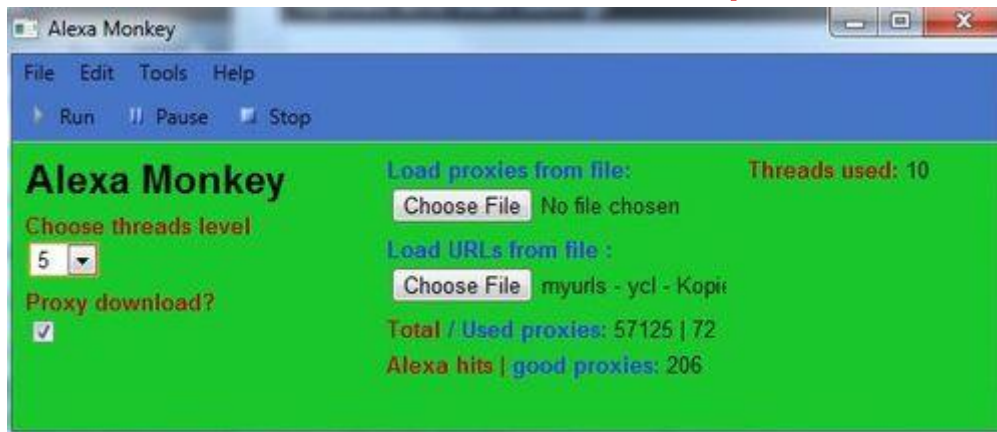 Alexa Monkey
File Edit Tools Help
Run Pause Stop
Alexa Monkey
Choose threads level
5
Proxy download?
Load proxies from file:
Choose File No file chosen
Load URLs from file :
Choose File myurls - ycl - Kopie
Total / Used proxies: 57125 | 72
Alexa hits | good proxies: 206
Threads used: 10